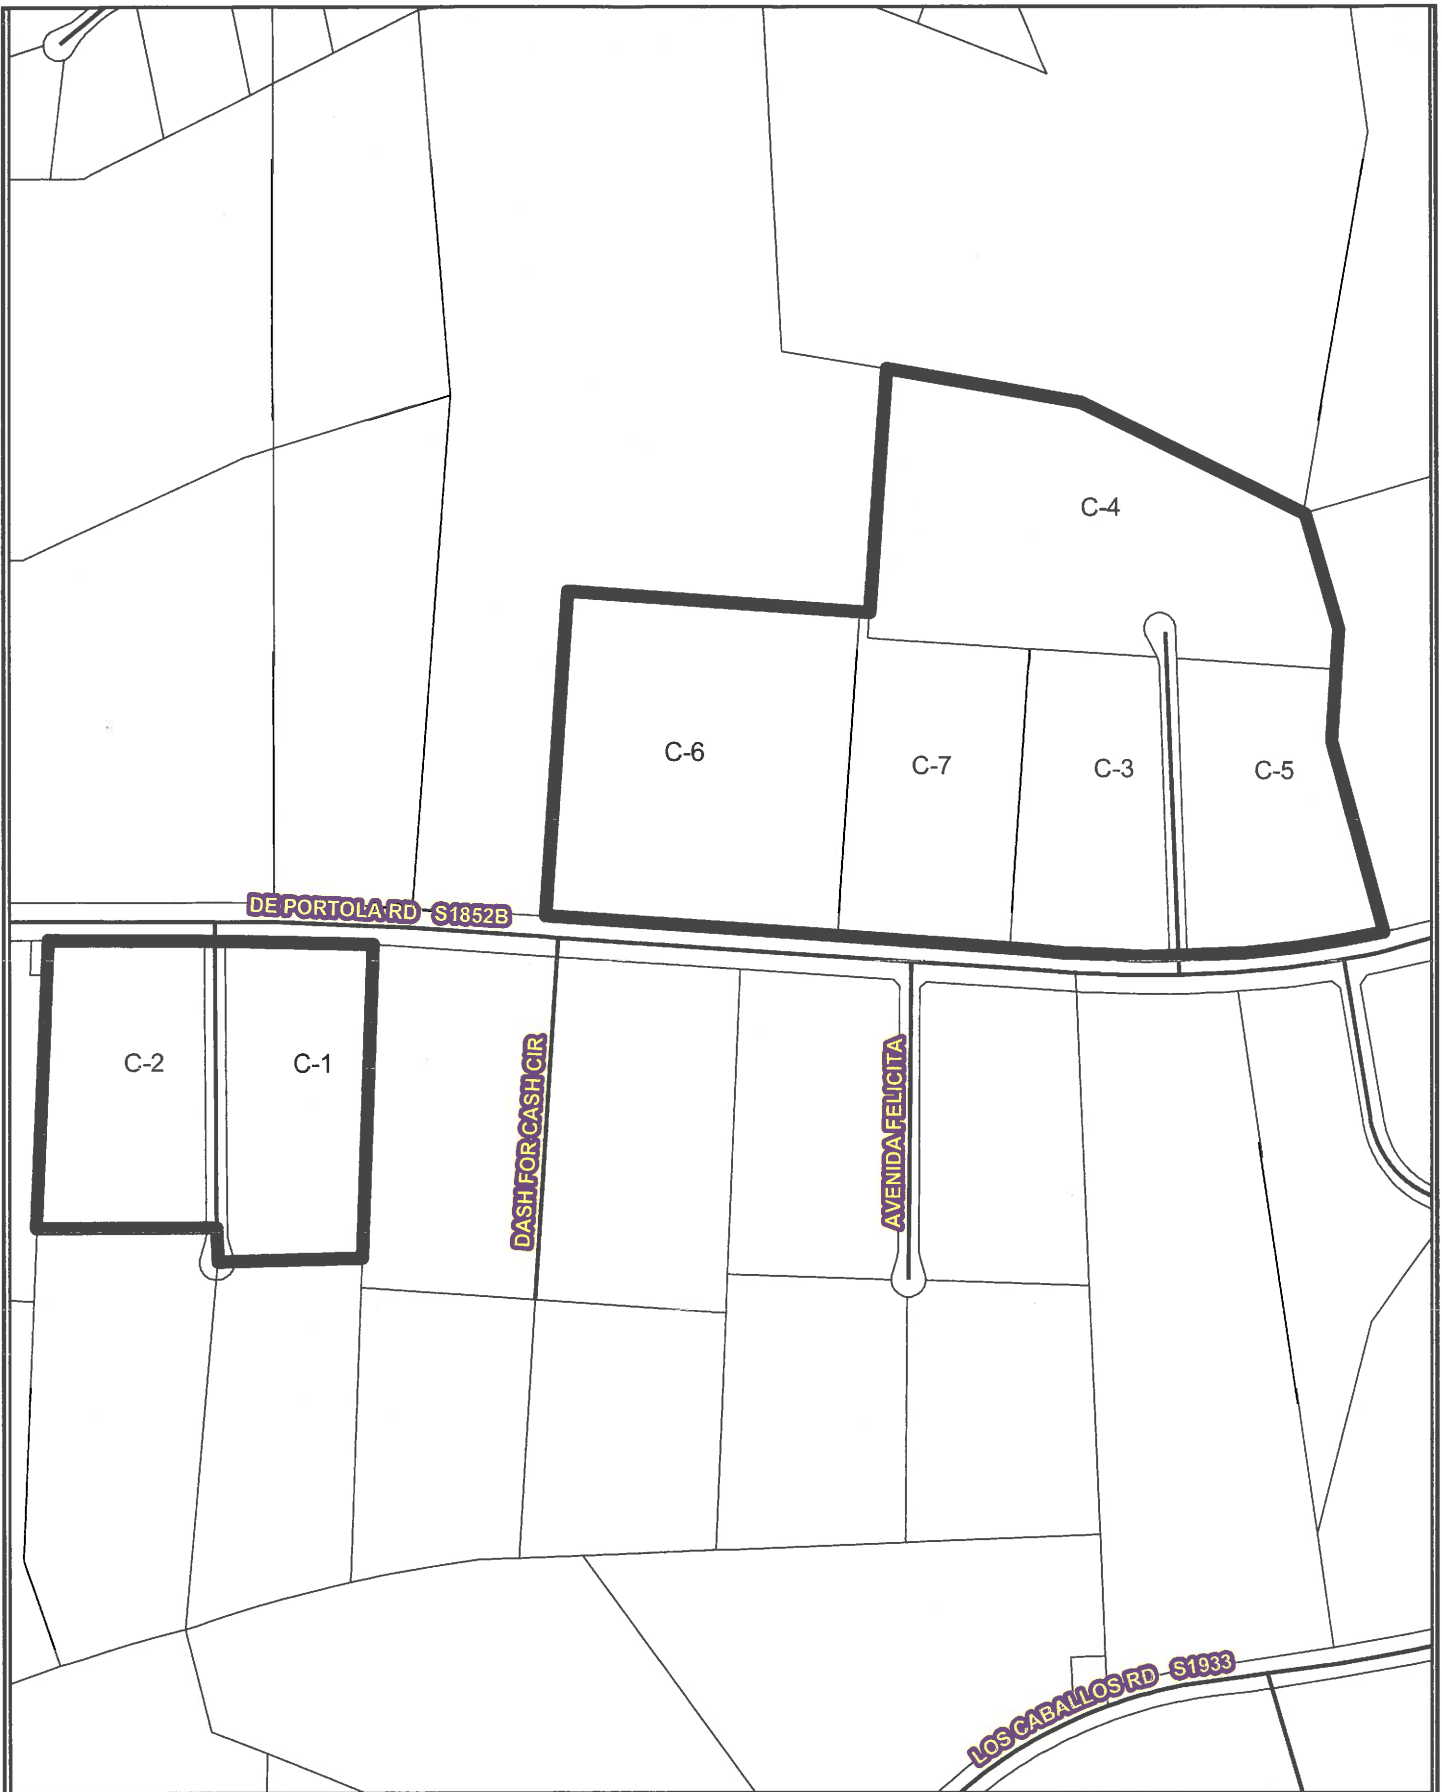 C-4
C-6
C-7
C-3
C-5
DE PORTOLA RD S1852B
C-2
C-1
DASH FOR CASH CIR
AVENIDA FELICITA
LOS CABALLOS RD S1933